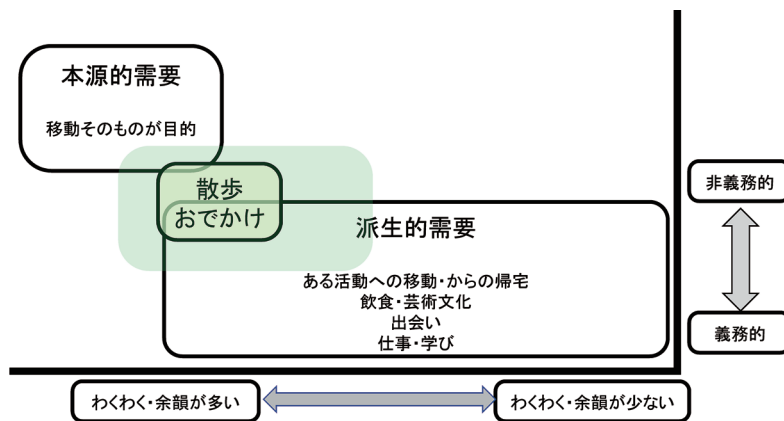 本源的需要
移動そのものが目的
散歩
おでかけ
派生的需要
ある活動への移動・からの帰宅
飲食・芸術文化
出会い
仕事・学び
非義務的
義務的
わくわく・余韻が多い
わくわく・余韻が少ない